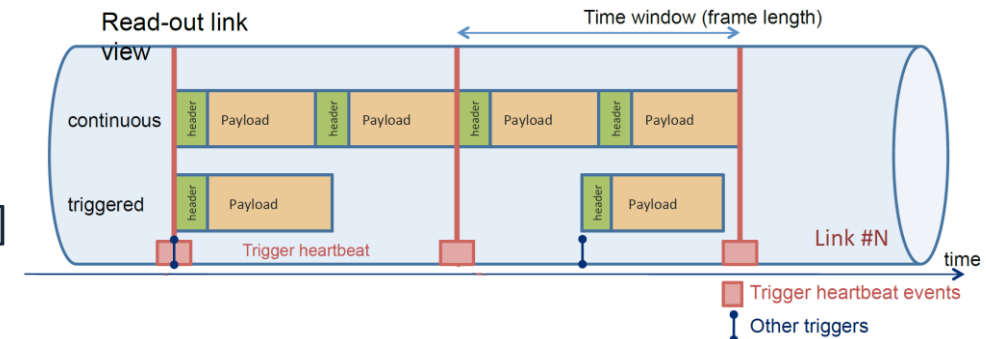 Read-out link
view
Time window (frame length)
continuous
header
Payload
header
Payload
header
Payload
header
Payload
triggered
header
Payload
header
Payload
Trigger heartbeat
Link #N
time
Trigger heartbeat events
Other triggers